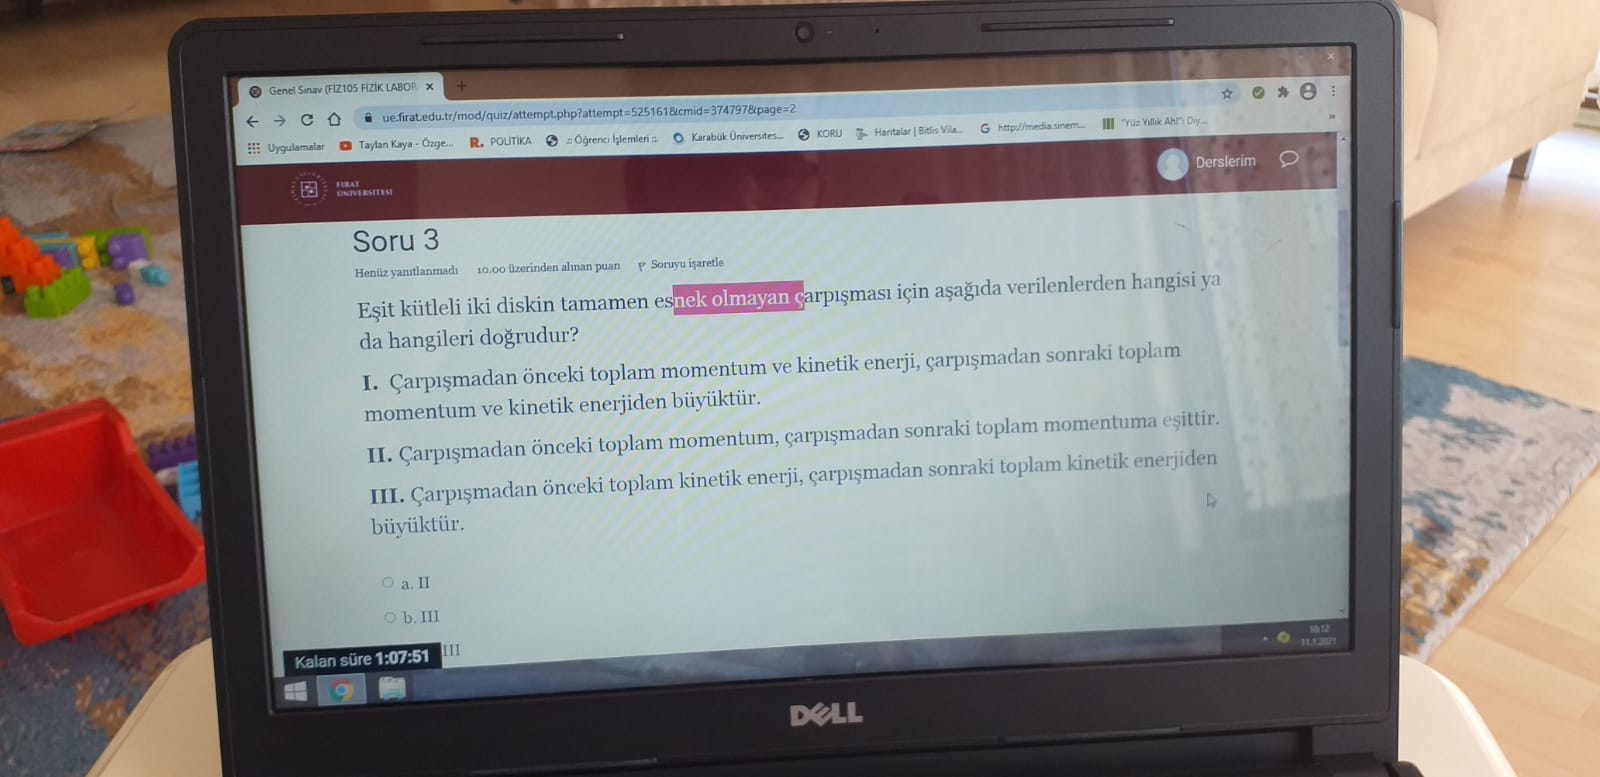 Genel Sınav (FİZ105 FİZİK LABOR
ue.firat.edu.tr/mod/quiz/attempt.php?attempt=525161&cmid=374797&page=2
Uygulamalar Taylan Kaya - Özge... R. POLİTİKA .:: Öğrenci İşlemleri ::. Karabük Üniversites... KORU Haritalar | Bitlis Vila... http://media.sinem... "Yüz Yıllık Ah!": Diy... »
FIRAT
ÜNİVERSİTESİ
Derslerim
Soru 3
Henüz yanıtlanmadı 10.00 üzerinden alınan puan Soruyu işaretle
Eşit kütleli iki diskin tamamen esnek olmayan çarpışması için aşağıda verilenlerden hangisi ya
da hangileri doğrudur?
I. Çarpışmadan önceki toplam momentum ve kinetik enerji, çarpışmadan sonraki toplam
momentum ve kinetik enerjiden büyüktür.
II. Çarpışmadan önceki toplam momentum, çarpışmadan sonraki toplam momentuma eşittir.
III. Çarpışmadan önceki toplam kinetik enerji, çarpışmadan sonraki toplam kinetik enerjiden
büyüktür.
a. II
b. III
III
Kalan süre 1:07:51
10:12
11.1.2021
DELL